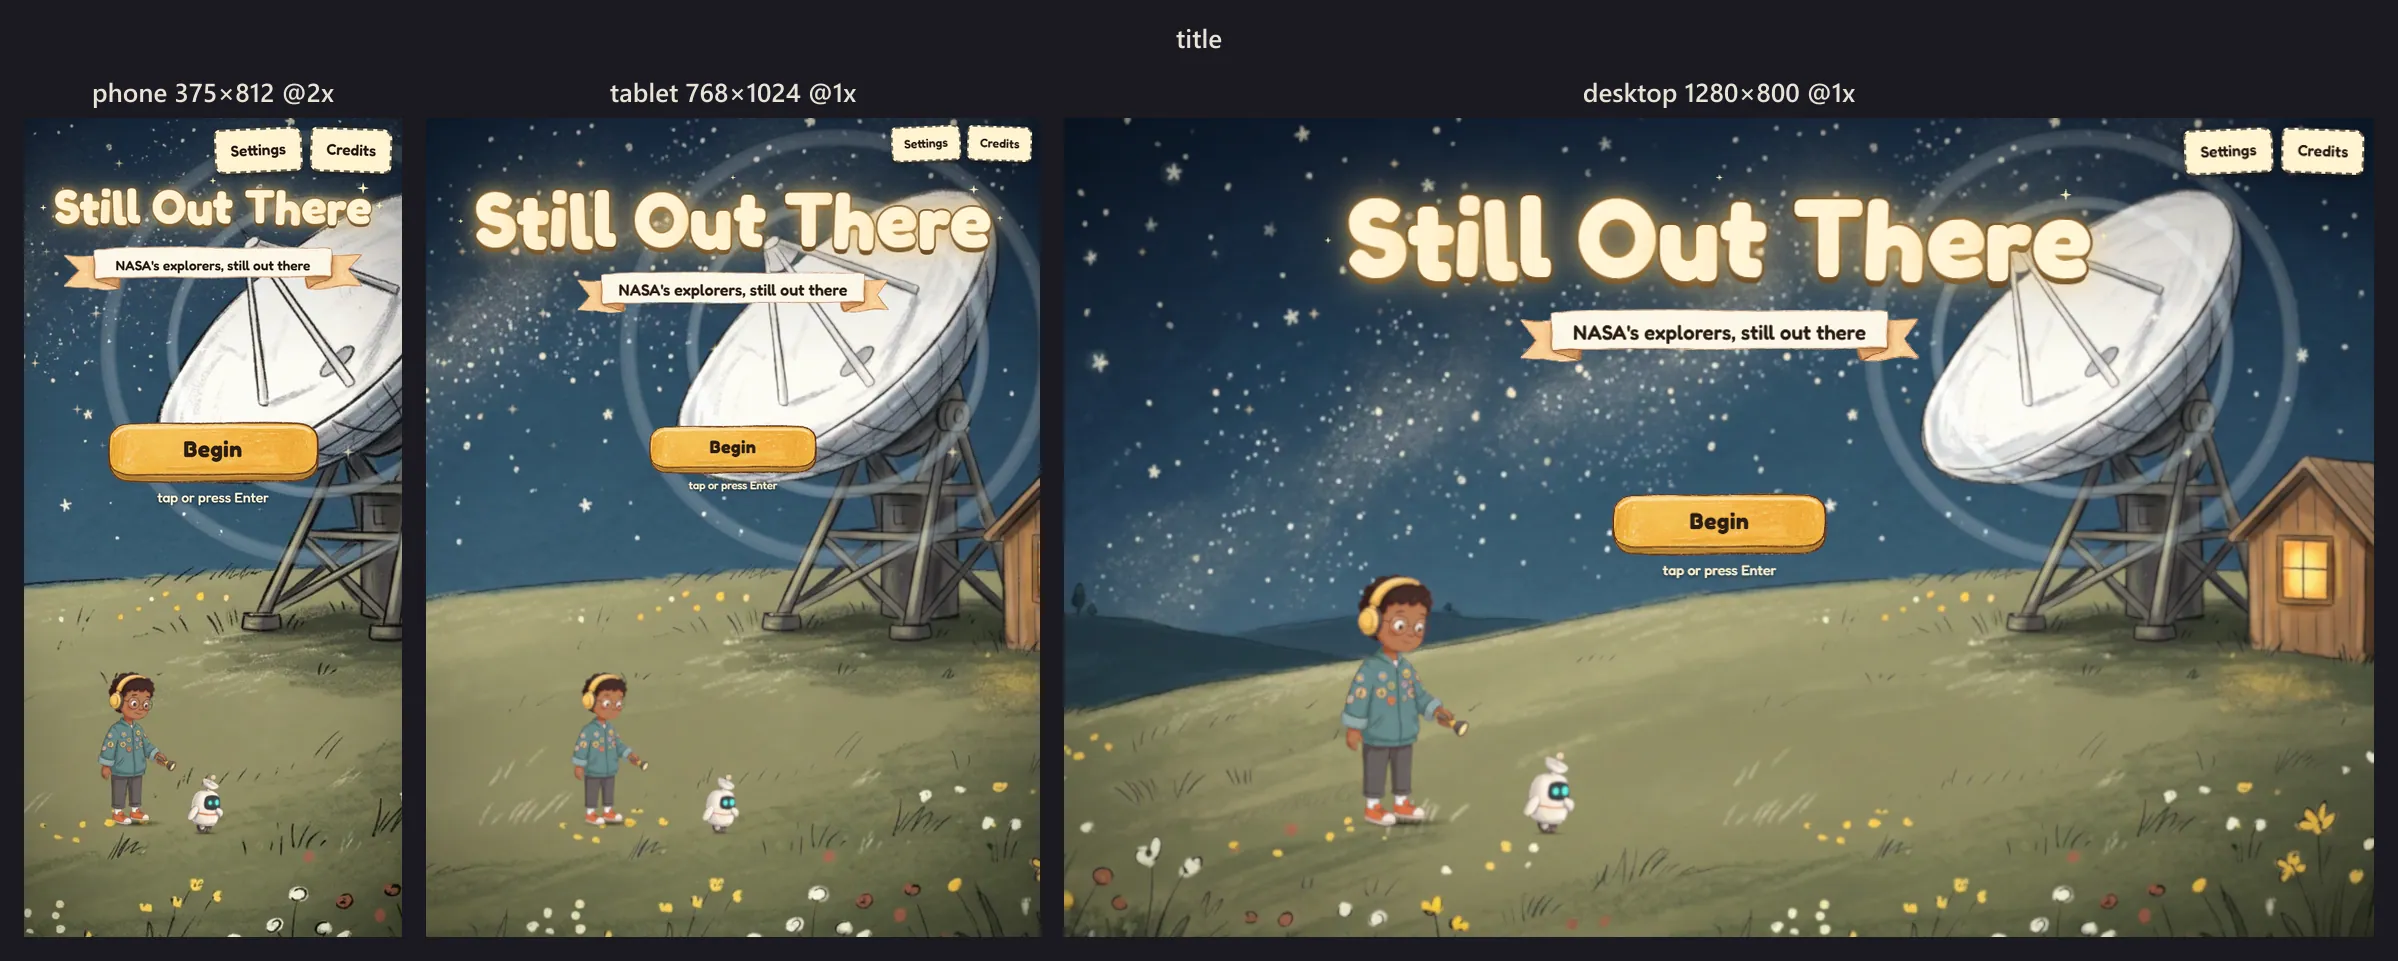 title
phone 375×812 @2x
Settings
Credits
Still Out There
NASA's explorers, still out there
Begin
tap or press Enter
tablet 768×1024 @1x
Settings
Credits
Still Out There
NASA's explorers, still out there
Begin
tap or press Enter
desktop 1280×800 @1x
Settings
Credits
Still Out There
NASA's explorers, still out there
Begin
tap or press Enter